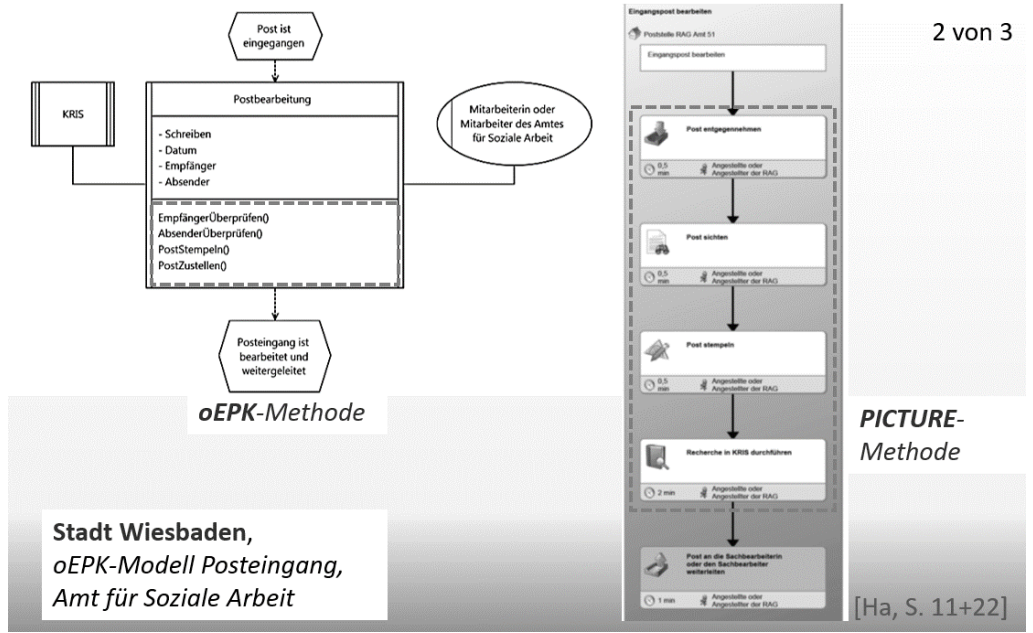 2 von 3
Post ist
eingegangen
KRIS
Postbearbeitung
- Schreiben
- Datum
- Empfänger
- Absender
EmpfängerÜberprüfen()
AbsenderÜberprüfen()
PostStempeln()
PostZustellen()
Mitarbeiterin oder
Mitarbeiter des Amtes
für Soziale Arbeit
Posteingang ist
bearbeitet und
weitergeleitet
oEPK-Methode
Stadt Wiesbaden,
oEPK-Modell Posteingang,
Amt für Soziale Arbeit
Eingangspost bearbeiten
Poststelle RAG Amt 51
Eingangspost bearbeiten
Post entgegennehmen
0,5
min
Angestellte oder
Angestellter der RAG
Post sichten
0,5
min
Angestellte oder
Angestellter der RAG
Post stempeln
0,5
min
Angestellte oder
Angestellter der RAG
Recherche in KRIS durchführen
2 min
Angestellte oder
Angestellter der RAG
Post an die Sachbearbeiterin
oder den Sachbearbeiter
weiterleiten
1 min
Angestellte oder
Angestellter der RAG
PICTURE-
Methode
[Ha, S. 11+22]